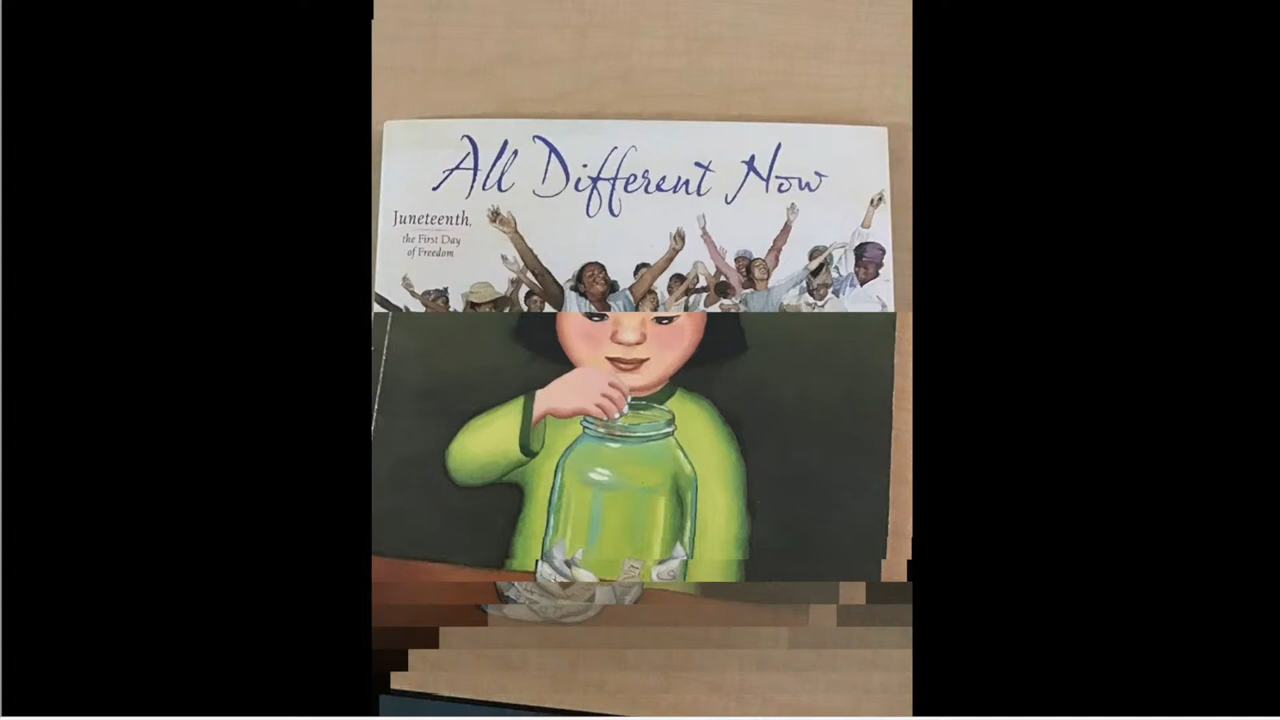 All Different Now
Juneteenth,
the First Day
of Freedom